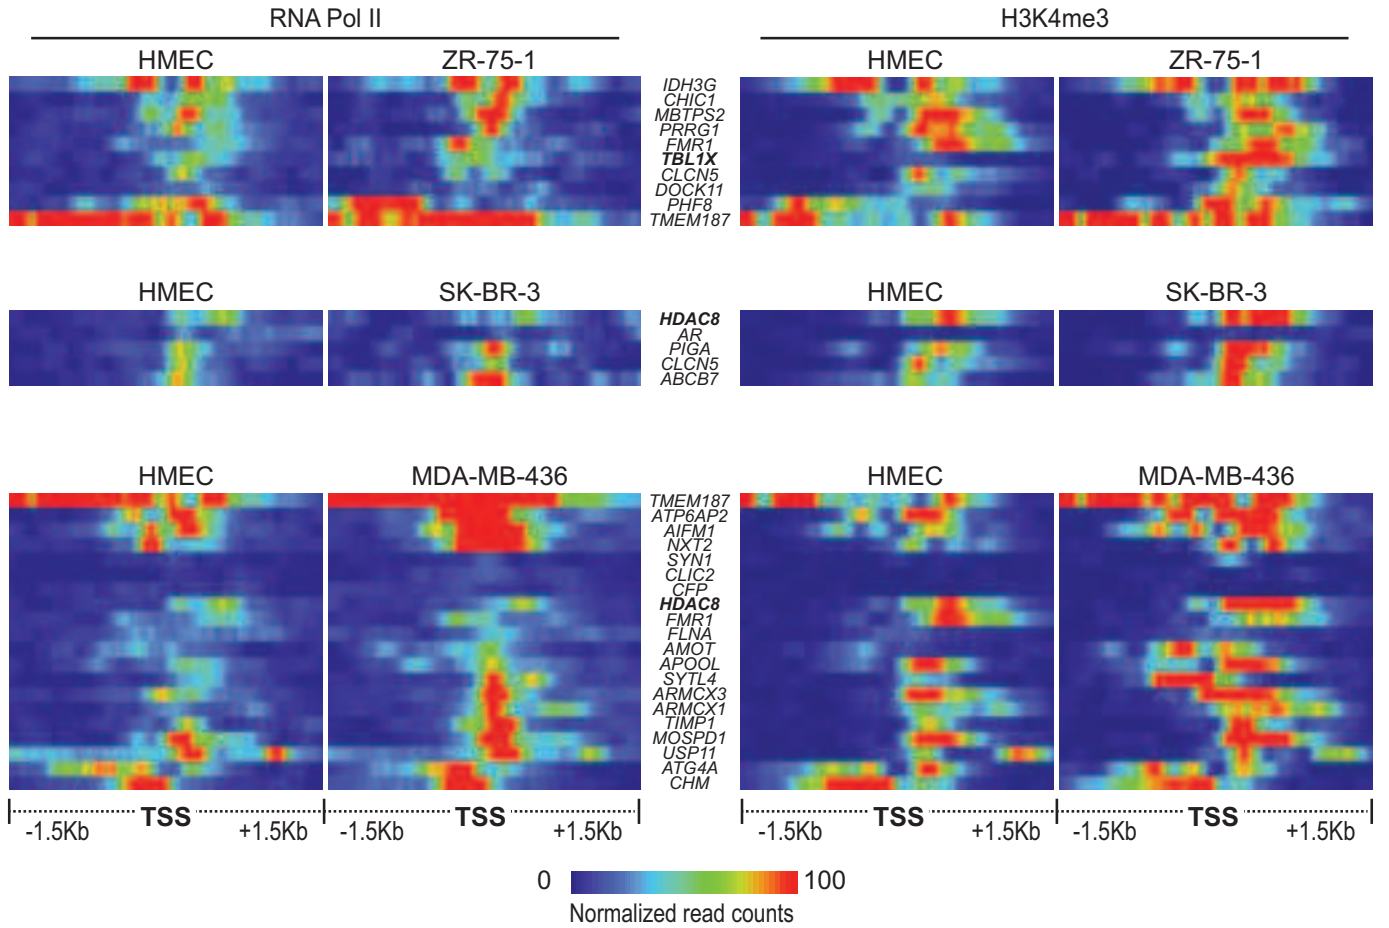 RNA Pol II H3K4me3
HMEC ZR-75-1 HMEC ZR-75-1
IDH3G
CHIC1
MBTPS2
PRRG1
FMR1
TBL1X
CLCN5
DOCK11
PHF8
TMEM187
HMEC SK-BR-3 HMEC SK-BR-3
HDAC8
AR
PIGA
CLCN5
ABCB7
HMEC MDA-MB-436 HMEC MDA-MB-436
TMEM187
ATP6AP2
AIFM1
NXT2
SYN1
CLIC2
CFP
HDAC8
FMR1
FLNA
AMOT
APOOL
SYTL4
ARMCX3
ARMCX1
TIMP1
MOSPD1
USP11
ATG4A
CHM
TSS TSS TSS TSS
-1.5Kb +1.5Kb -1.5Kb +1.5Kb -1.5Kb +1.5Kb -1.5Kb +1.5Kb
0 100
Normalized read counts